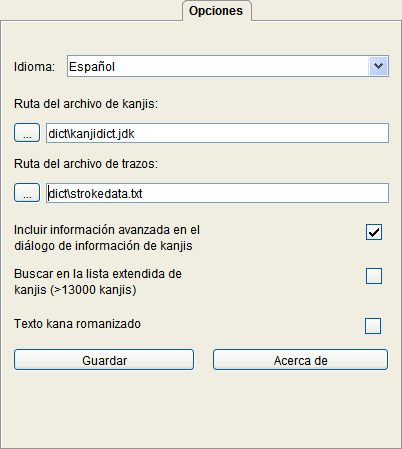 Opciones
Idioma: Español
Ruta del archivo de kanjis:
... dict\kanjidict.jdk
Ruta del archivo de trazos:
... dict\strokedata.txt
Incluir información avanzada en el
diálogo de información de kanjis
Buscar en la lista extendida de
kanjis (>13000 kanjis)
Texto kana romanizado
Guardar Acerca de